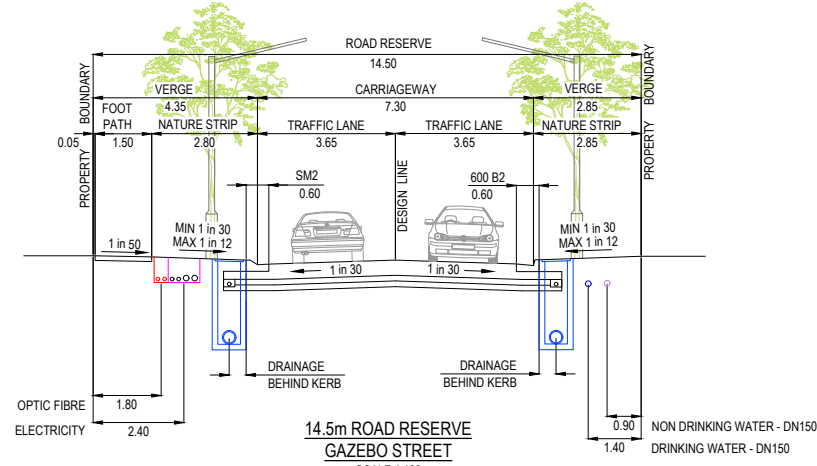 ROAD RESERVE
14.50
BOUNDARY
VERGE
4.35
CARRIAGEWAY
7.30
VERGE
2.85
BOUNDARY
FOOT
PATH
1.50
0.05
NATURE STRIP
2.80
TRAFFIC LANE
3.65
TRAFFIC LANE
3.65
NATURE STRIP
2.85
PROPERTY
SM2
0.60
DESIGN LINE
600 B2
0.60
PROPERTY
MIN 1 in 30
MAX 1 in 12
MIN 1 in 30
MAX 1 in 12
1 in 50
1 in 30
1 in 30
DRAINAGE
BEHIND KERB
DRAINAGE
BEHIND KERB
OPTIC FIBRE
1.80
ELECTRICITY
2.40
0.90
NON DRINKING WATER - DN150
1.40
DRINKING WATER - DN150
14.5m ROAD RESERVE
GAZEBO STREET